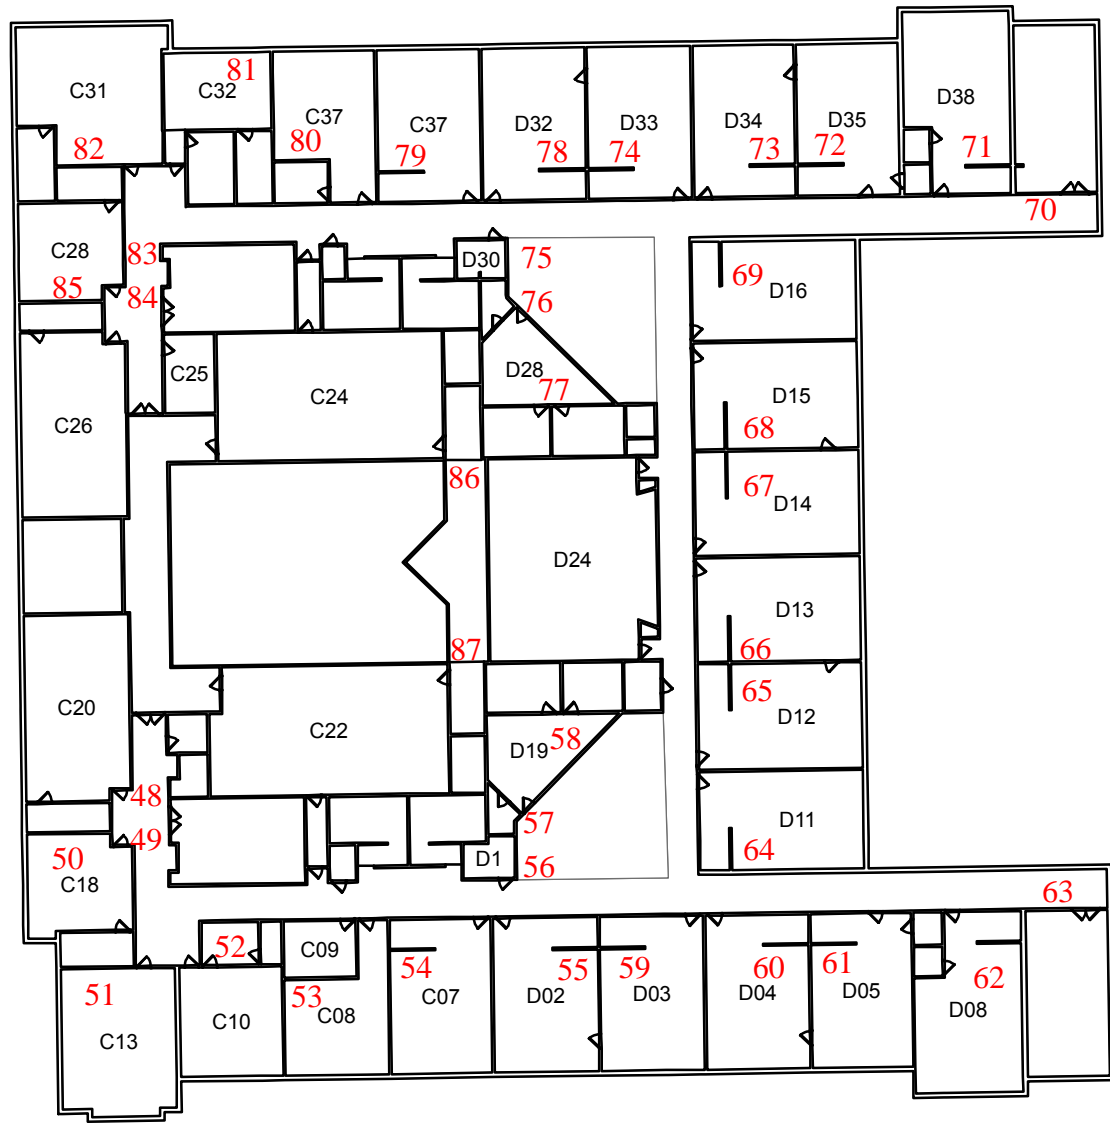 81
C31 C32 D38
C37 C37 D32 D33 D34 D35
82 80 79 78 74 73 72 71
70
C28 83 D30 75
69
85 84 76 D16
C25 D28
C24 77 D15
C26 68
86 67
D14
D24
D13
87 66
65
C20 C22 D19 58 D12
48 57
49 D11
50 D1 56 64
C18 63
52 C09 54 55 59 60 61 62
51 53
C13 C10 C08 C07 D02 D03 D04 D05 D08